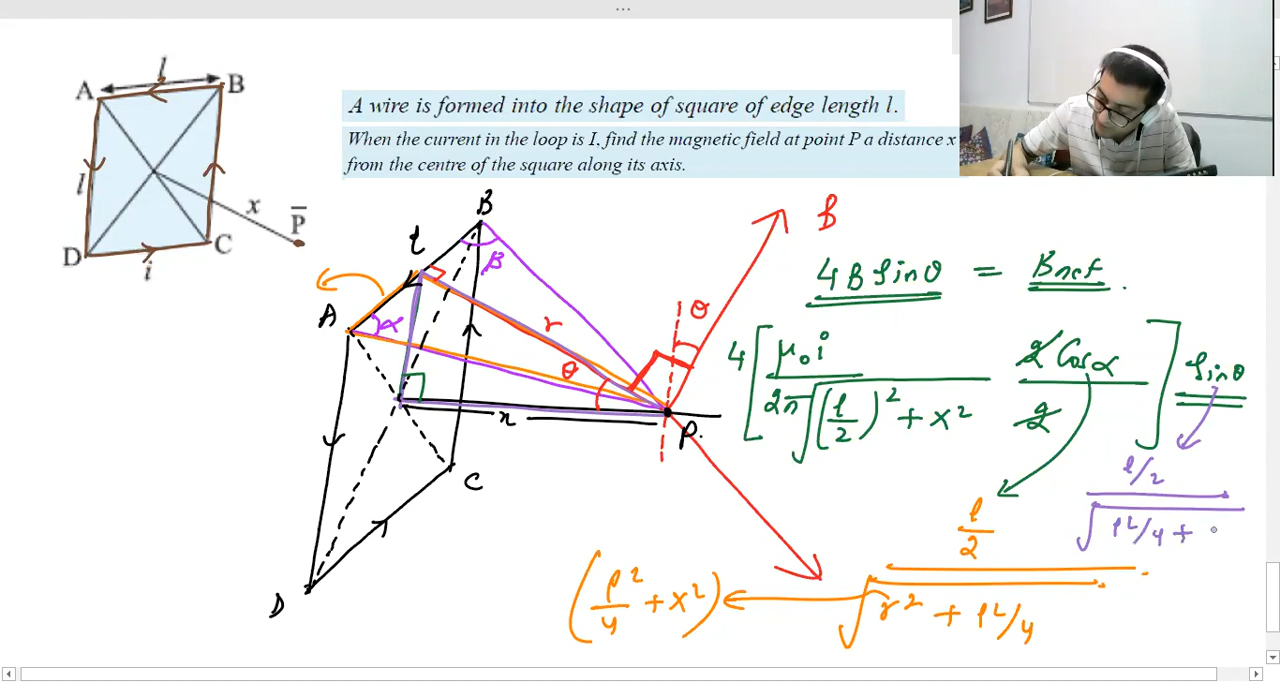 ...
A
l
B
l
x
P
D
i
C
A wire is formed into the shape of square of edge length l.
When the current in the loop is I, find the magnetic field at point P a distance x
from the centre of the square along its axis.
B
β
l
A
α
r
θ
θ
B
x
P.
C
D
4B sinθ = Bnet.
4[ μ₀i / 2π√((l/2)² + x²) 2 Cosα / 2 ] sinθ
l/2 / √(l²/4 +
l/2 / √(r² + l²/4)
(l²/4 + x²)